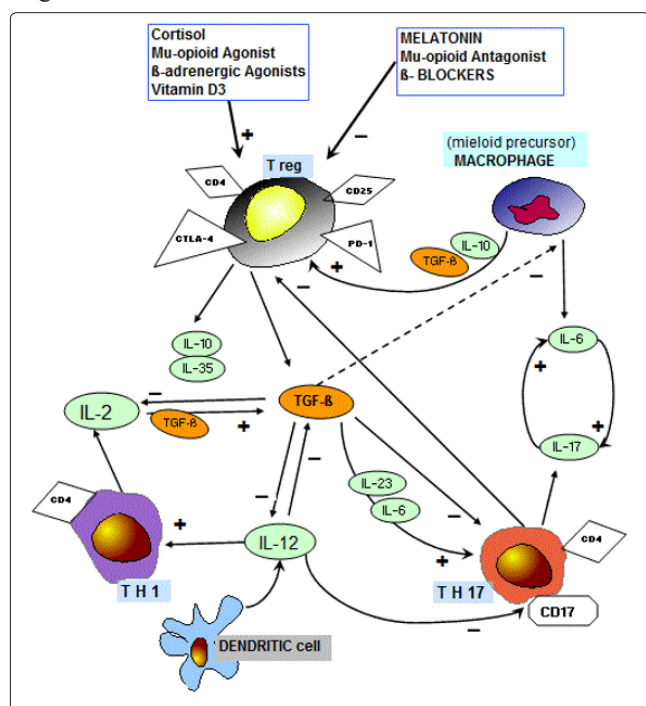 Cortisol
Mu-opioid Agonist
ß-adrenergic Agonists
Vitamin D3
MELATONIN
Mu-opioid Antagonist
ß- BLOCKERS
+
–
T reg
(mieloid precursor)
MACROPHAGE
CD4
CD25
CTLA-4
PD-1
IL-10
TGF-ß
+
–
–
IL-10
IL-35
IL-6
+
+
IL-17
IL-2
–
TGF-ß
+
TGF-ß
–
–
IL-23
IL-6
–
+
CD4
+
IL-12
CD4
T H 1
T H 17
CD17
–
DENDRITIC cell